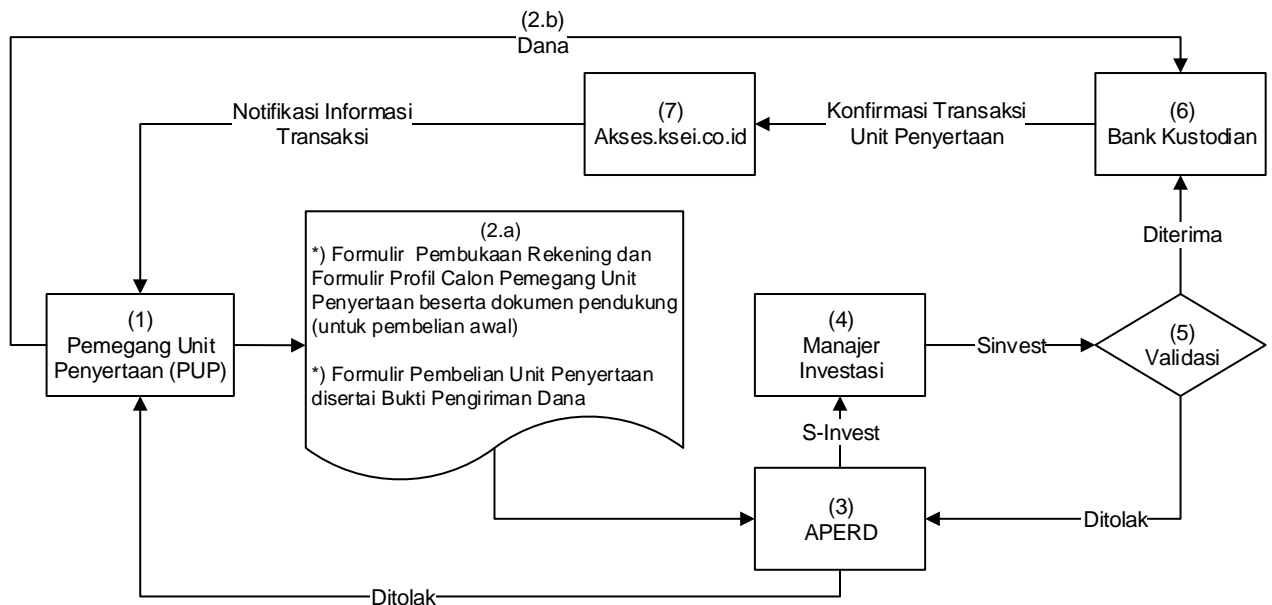 (2.b)
Dana
Notifikasi Informasi
Transaksi
(7)
Akses.ksei.co.id
Konfirmasi Transaksi
Unit Penyertaan
(6)
Bank Kustodian
(2.a)
*) Formulir Pembukaan Rekening dan
Formulir Profil Calon Pemegang Unit
Penyertaan beserta dokumen pendukung
(untuk pembelian awal)
*) Formulir Pembelian Unit Penyertaan
disertai Bukti Pengiriman Dana
Diterima
(1)
Pemegang Unit
Penyertaan (PUP)
(4)
Manajer
Investasi
Sinvest
(5)
Validasi
S-Invest
(3)
APERD
Ditolak
Ditolak